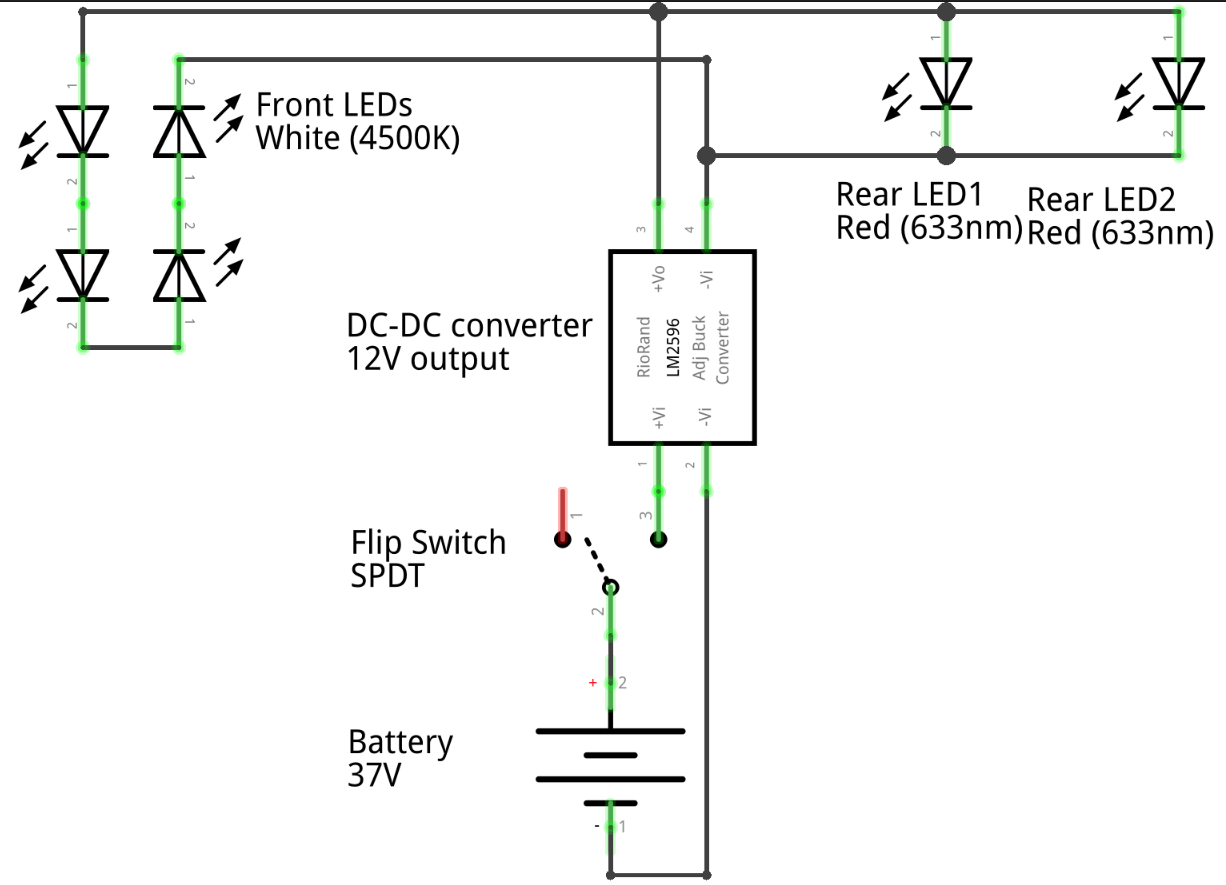 1
2
1
2
2
1
2
1
Front LEDs
White (4500K)
1
2
1
2
Rear LED1
Red (633nm)
Rear LED2
Red (633nm)
3
4
+Vo
-Vi
RioRand
LM2596
Adj Buck
Converter
+Vi
-Vi
1
2
DC-DC converter
12V output
1
3
2
Flip Switch
SPDT
+
2
Battery
37V
-
1